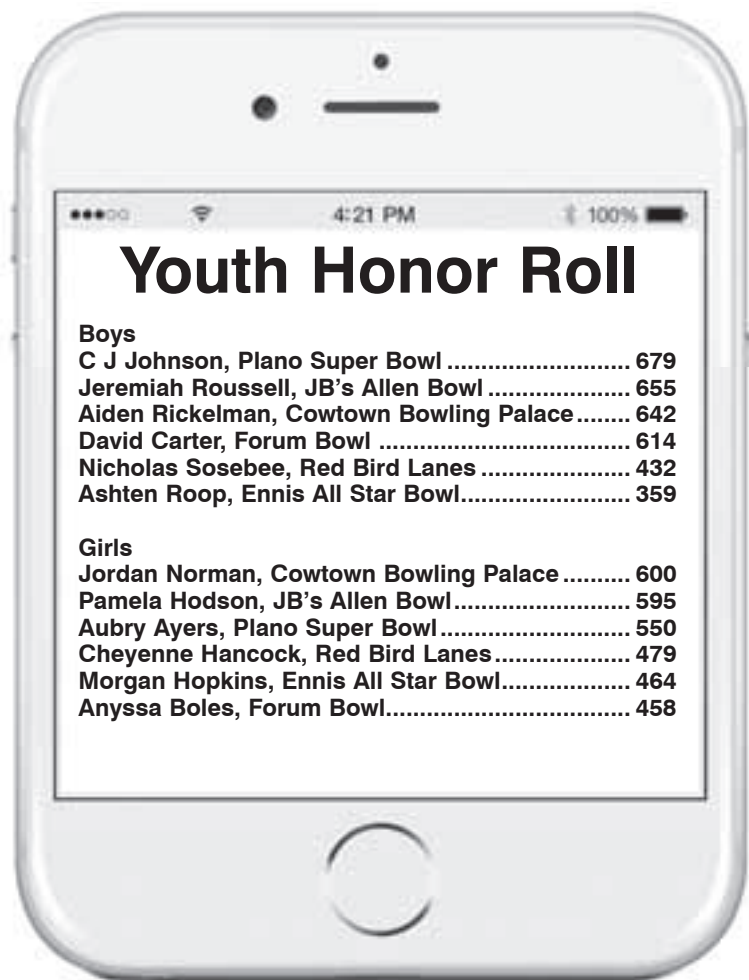 4:21 PM 100%
Youth Honor Roll
Boys
C J Johnson, Plano Super Bowl ........................... 679
Jeremiah Roussell, JB's Allen Bowl ..................... 655
Aiden Rickelman, Cowtown Bowling Palace........ 642
David Carter, Forum Bowl ..................................... 614
Nicholas Sosebee, Red Bird Lanes ...................... 432
Ashten Roop, Ennis All Star Bowl......................... 359
Girls
Jordan Norman, Cowtown Bowling Palace .......... 600
Pamela Hodson, JB's Allen Bowl.......................... 595
Aubry Ayers, Plano Super Bowl............................ 550
Cheyenne Hancock, Red Bird Lanes.................... 479
Morgan Hopkins, Ennis All Star Bowl................... 464
Anyssa Boles, Forum Bowl.................................... 458